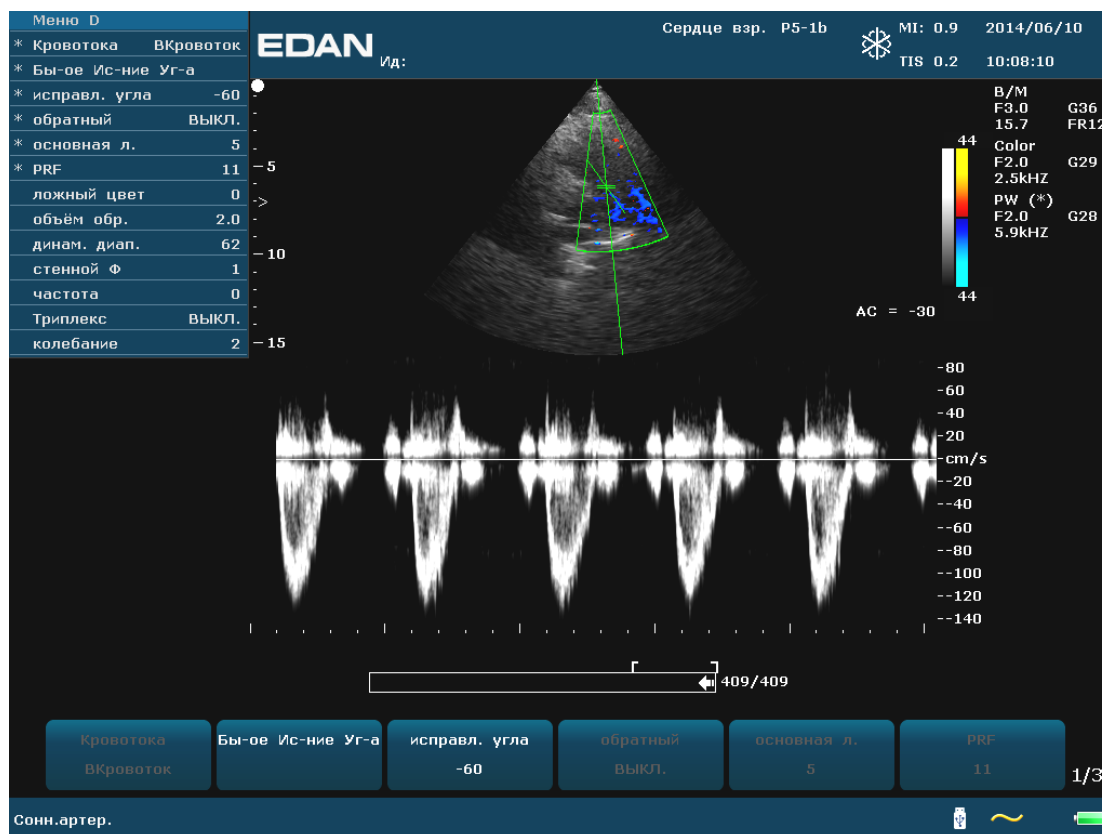 Меню D
* Кровотока ВКровоток
* Бы-ое Ис-ние Уг-а
* исправл. угла -60
* обратный ВЫКЛ.
* основная л. 5
* PRF 11
ложный цвет 0
объём обр. 2.0
динам. диап. 62
стенной Ф 1
частота 0
Триплекс ВЫКЛ.
колебание 2
EDAN
Ид:
Сердце взр. P5-1b
MI: 0.9 2014/06/10
TIS 0.2 10:08:10
B/M
F3.0 G36
15.7 FR12
Color
F2.0 G29
2.5kHZ
PW (*)
F2.0 G28
5.9kHZ
44
44
AC = -30
-5
>
-10
-15
-80
-60
-40
-20
-cm/s
--20
--40
--60
--80
--100
--120
--140
409/409
Кровотока
ВКровоток
Бы-ое Ис-ние Уг-а
исправл. угла
-60
обратный
ВЫКЛ.
основная л.
5
PRF
11
1/3
Сонн.артер.